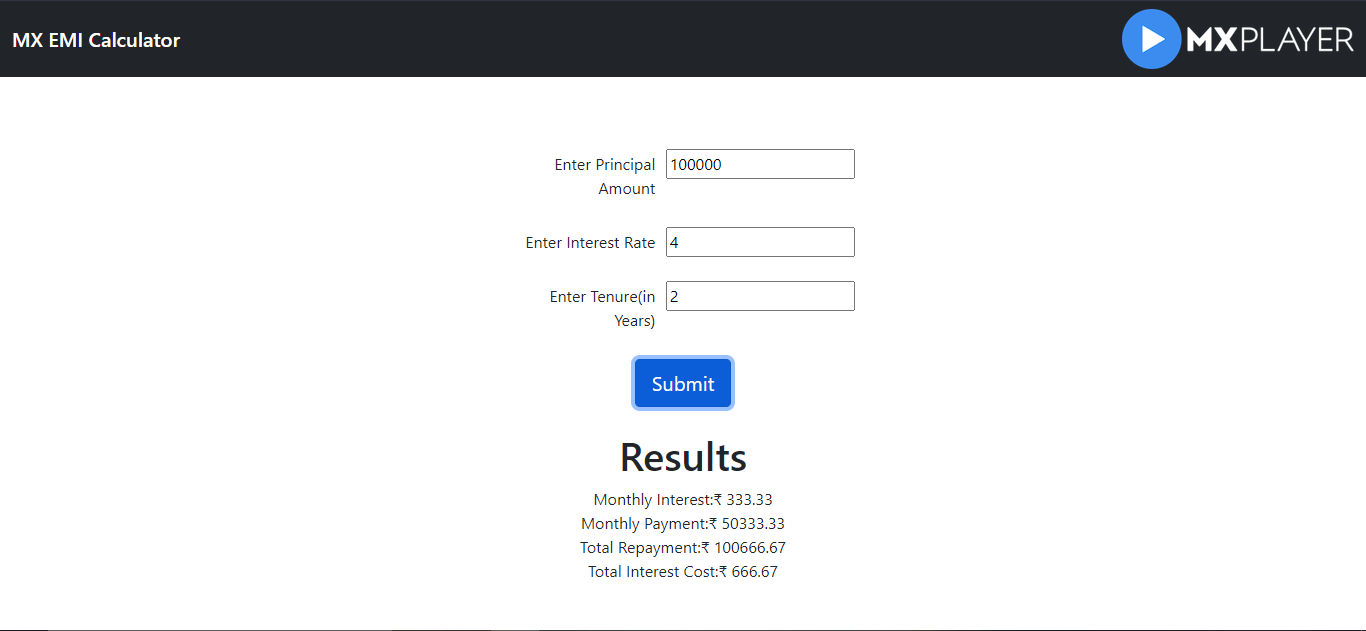 MX EMI Calculator
MXPLAYER
Enter Principal
Amount
100000
Enter Interest Rate
4
Enter Tenure(in
Years)
2
Submit
Results
Monthly Interest:₹ 333.33
Monthly Payment:₹ 50333.33
Total Repayment:₹ 100666.67
Total Interest Cost:₹ 666.67